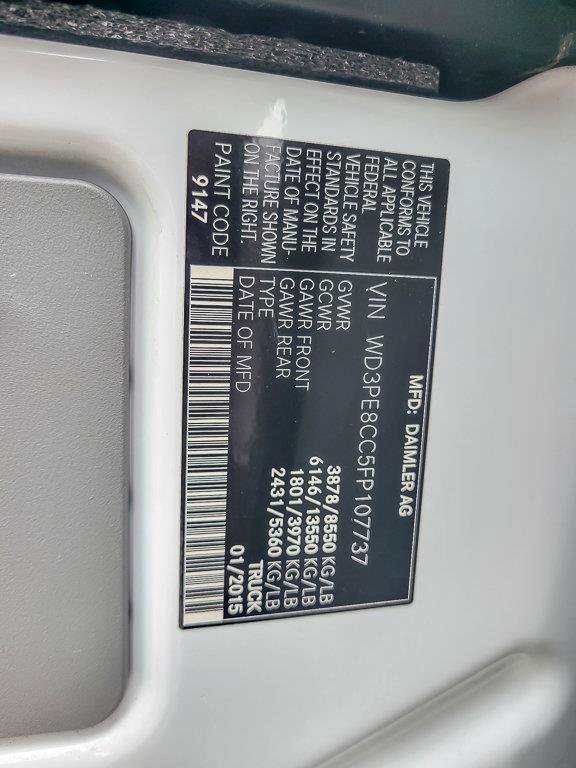 THIS VEHICLE
CONFORMS TO
ALL APPLICABLE
FEDERAL
VEHICLE SAFETY
STANDARDS IN
EFFECT ON THE
DATE OF MANU-
FACTURE SHOWN
ON THE RIGHT.
PAINT CODE
9147
MFD: DAIMLER AG
VIN WD3PE8CC5FP107737
GVWR 3878/8550 KG/LB
GCWR 6146/13550 KG/LB
GAWR FRONT 1801/3970 KG/LB
GAWR REAR 2431/5360 KG/LB
TYPE TRUCK
DATE OF MFD 01/2015